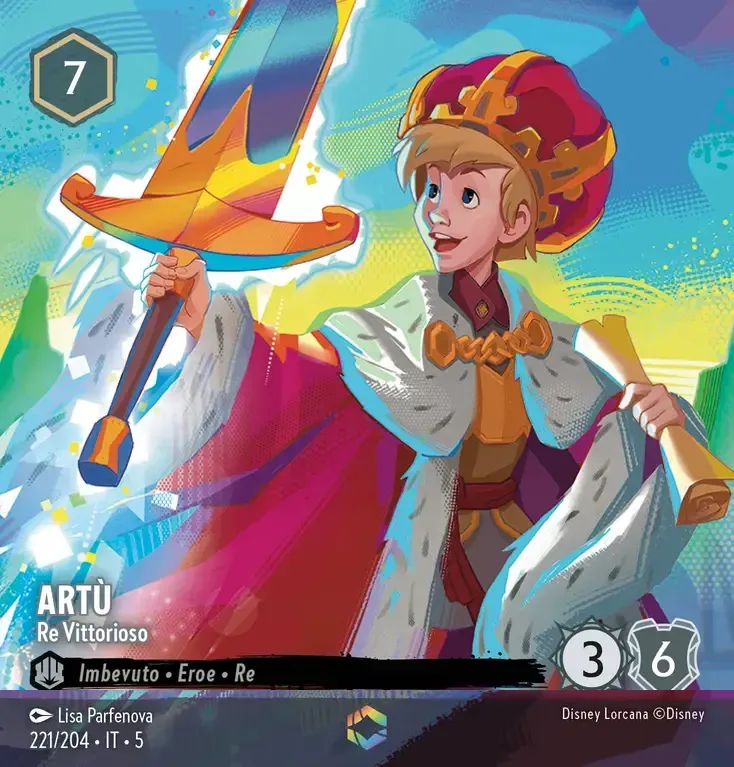 7
ARTÙ
Re Vittorioso
Imbevuto • Eroe • Re
3
6
Lisa Parfenova
Disney Lorcana ©Disney
221/204 • IT • 5